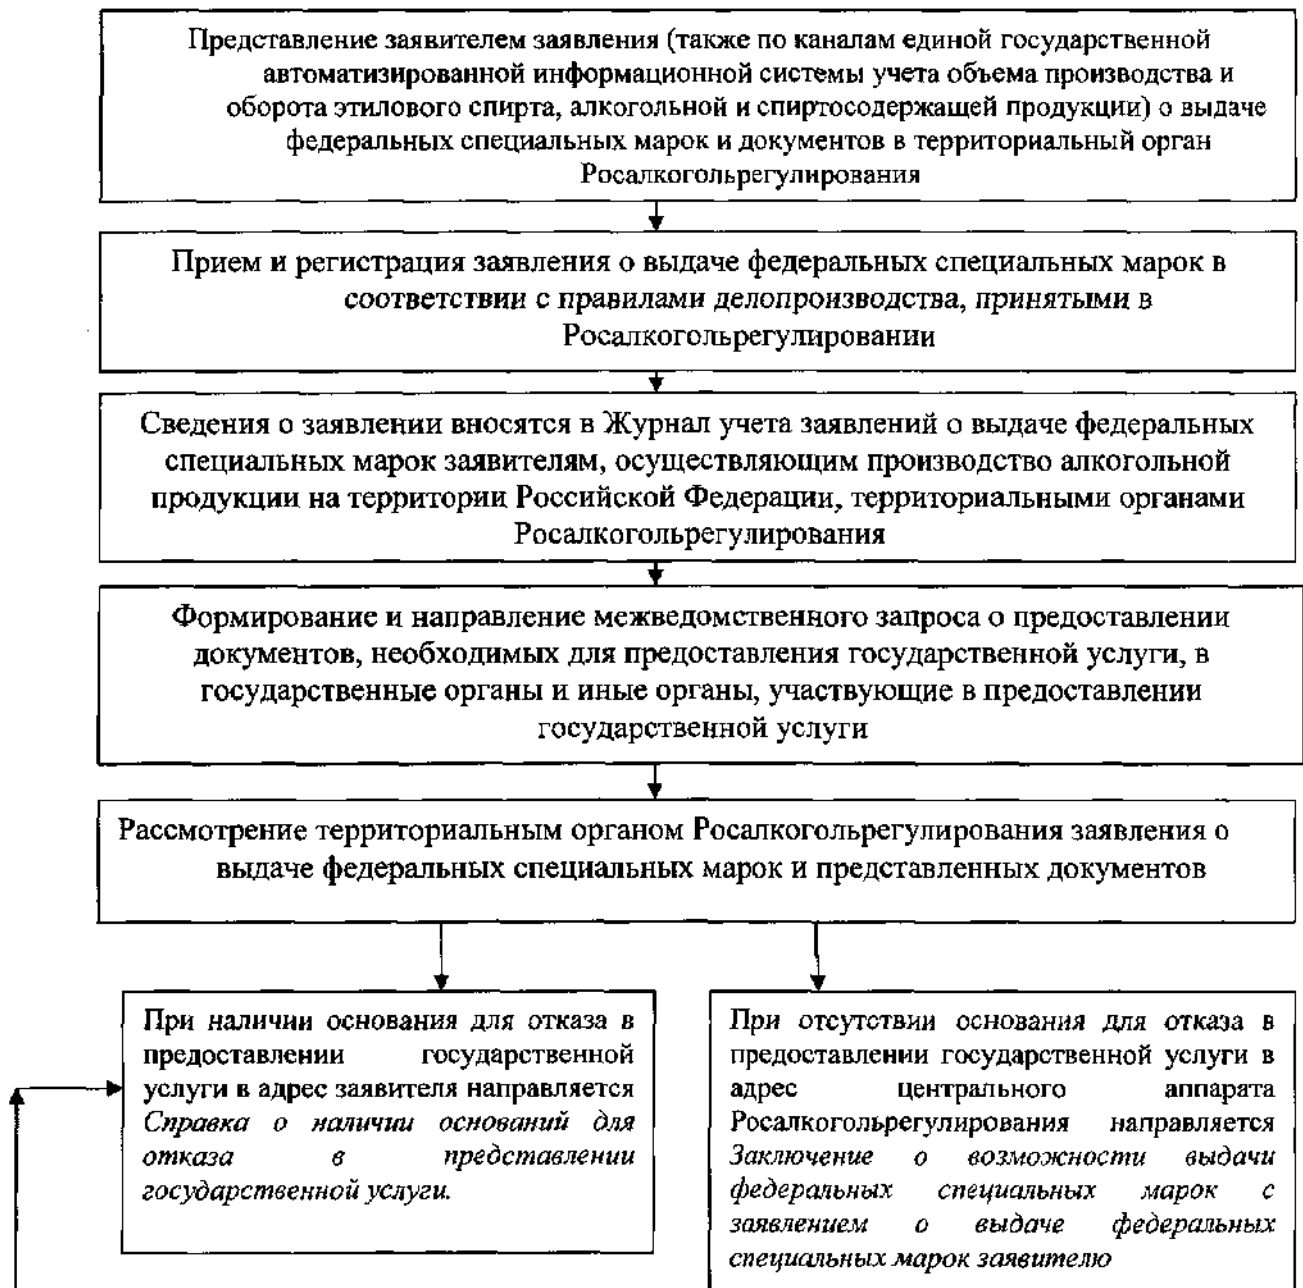 Представление заявителем заявления (также по каналам единой государственной
автоматизированной информационной системы учета объема производства и
оборота этилового спирта, алкогольной и спиртосодержащей продукции) о выдаче
федеральных специальных марок и документов в территориальный орган
Росалкогольрегулирования
Прием и регистрация заявления о выдаче федеральных специальных марок в
соответствии с правилами делопроизводства, принятыми в
Росалкогольрегулировании
Сведения о заявлении вносятся в Журнал учета заявлений о выдаче федеральных
специальных марок заявителям, осуществляющим производство алкогольной
продукции на территории Российской Федерации, территориальными органами
Росалкогольрегулирования
Формирование и направление межведомственного запроса о предоставлении
документов, необходимых для предоставления государственной услуги, в
государственные органы и иные органы, участвующие в предоставлении
государственной услуги
Рассмотрение территориальным органом Росалкогольрегулирования заявления о
выдаче федеральных специальных марок и представленных документов
При наличии основания для отказа в
предоставлении государственной
услуги в адрес заявителя направляется
Справка о наличии оснований для
отказа в представлении
государственной услуги.
При отсутствии основания для отказа в
предоставлении государственной услуги в
адрес центрального аппарата
Росалкогольрегулирования направляется
Заключение о возможности выдачи
федеральных специальных марок с
заявлением о выдаче федеральных
специальных марок заявителю